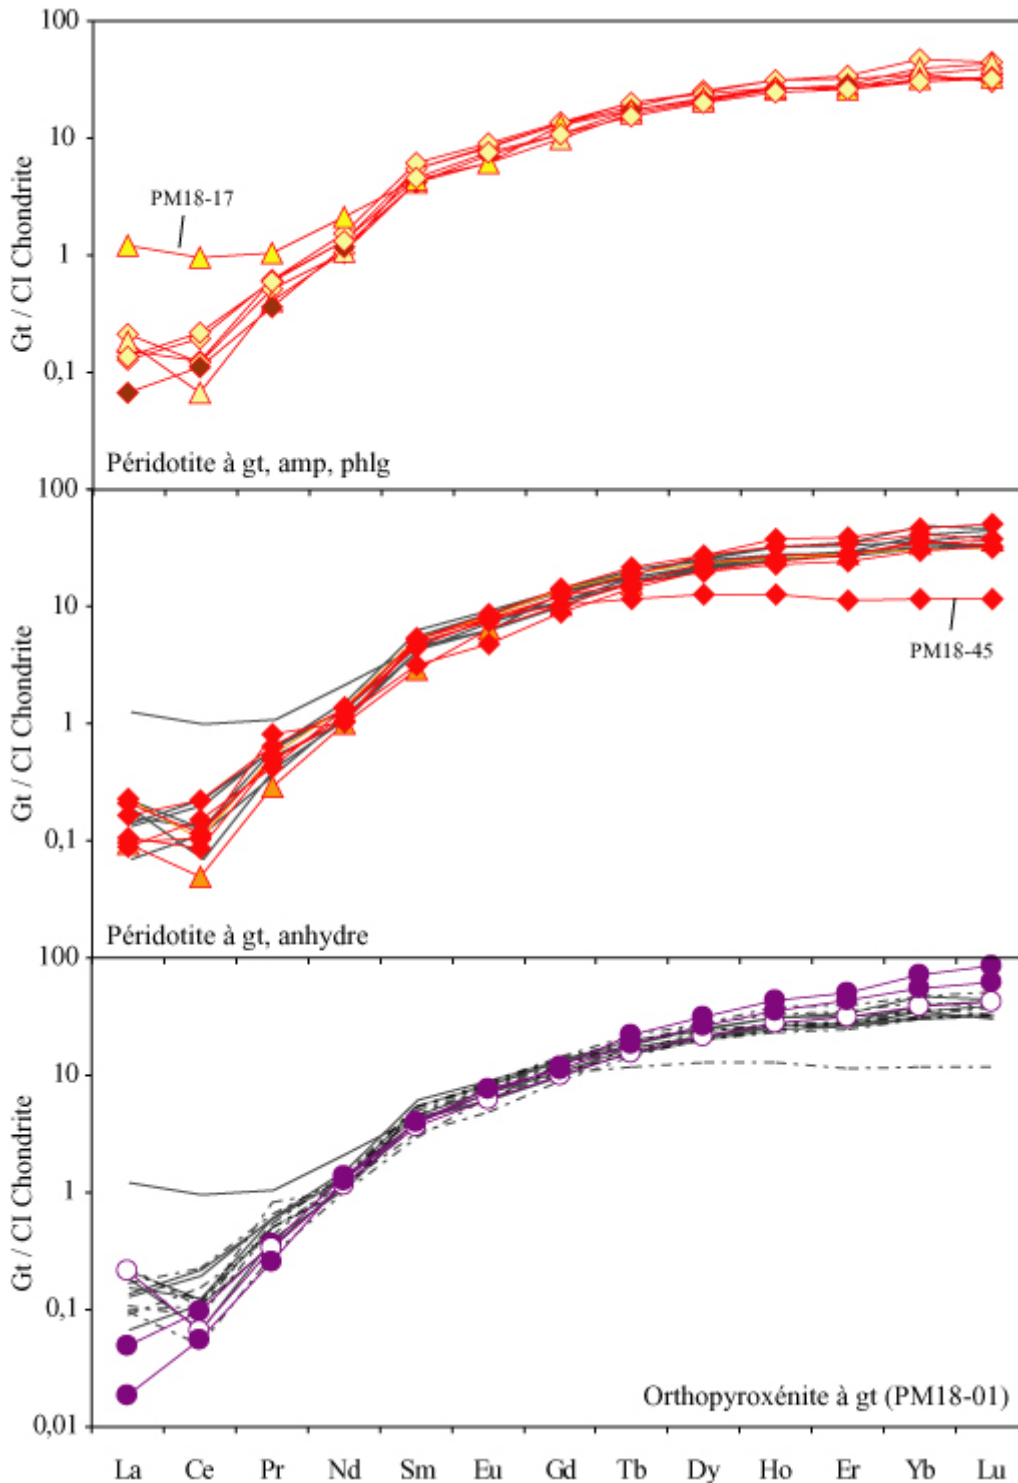 100
10
1
0,1
Gt / CI Chondrite
PM18-17
Péridotite à gt, amp, phlg
100
10
1
0,1
Gt / CI Chondrite
PM18-45
Péridotite à gt, anhydre
100
10
1
0,1
0,01
Gt / CI Chondrite
Orthopyroxénite à gt (PM18-01)
La Ce Pr Nd Sm Eu Gd Tb Dy Ho Er Yb Lu